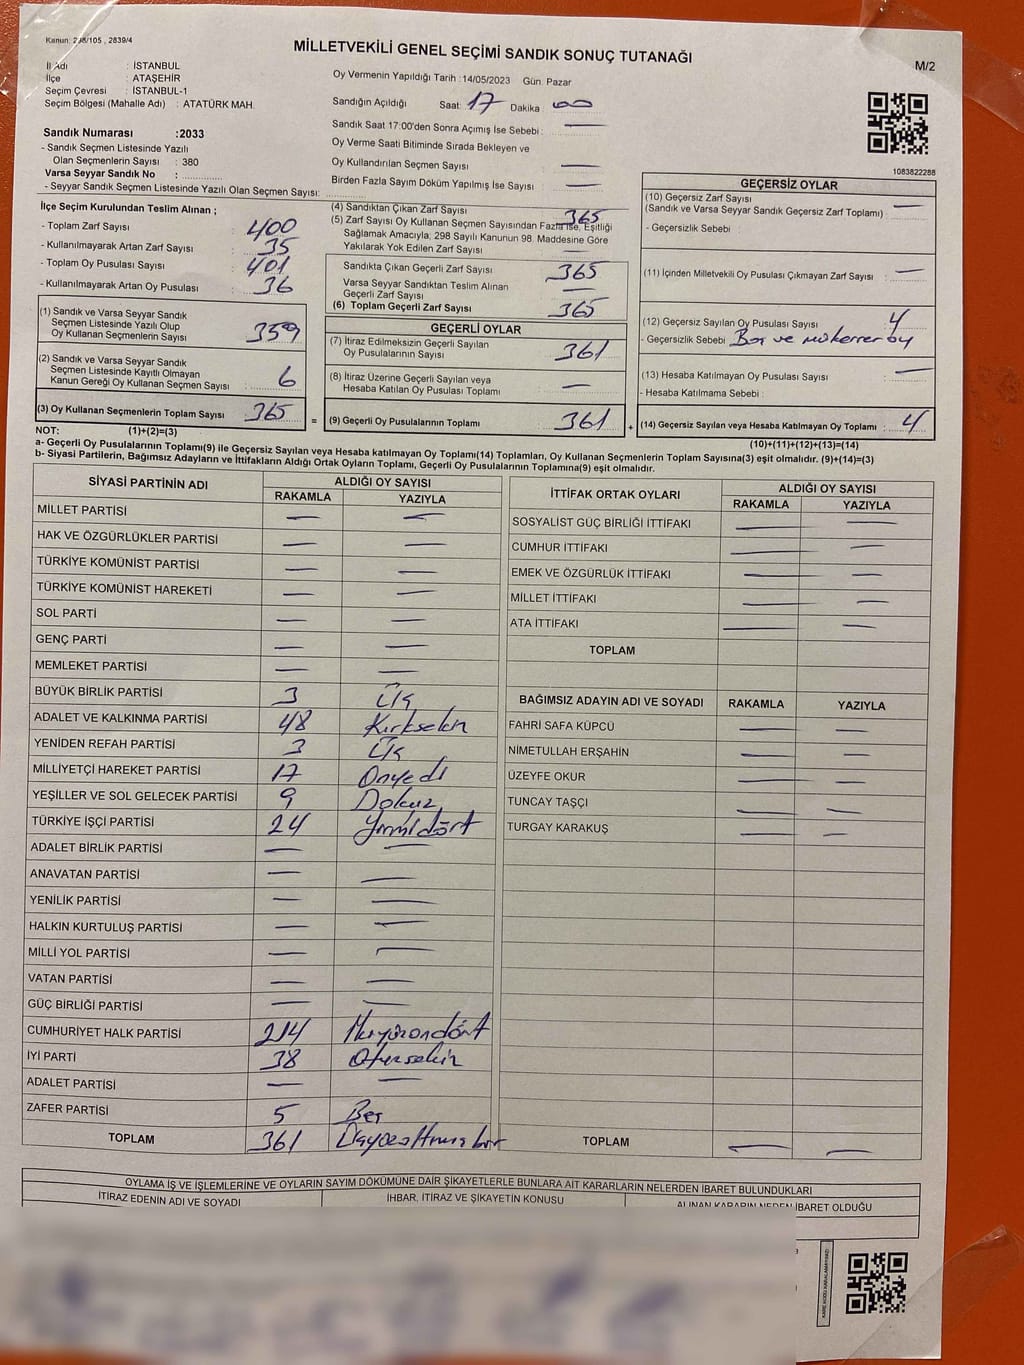 Kanun: 298/105 , 2839/4
MİLLETVEKİLİ GENEL SEÇİMİ SANDIK SONUÇ TUTANAĞI
M/2
İl Adı : İSTANBUL
İlçe : ATAŞEHİR
Seçim Çevresi : İSTANBUL-1
Seçim Bölgesi (Mahalle Adı) : ATATÜRK MAH.
Sandık Numarası :2033
- Sandık Seçmen Listesinde Yazılı
Olan Seçmenlerin Sayısı : 380
Varsa Seyyar Sandık No :
- Seyyar Sandık Seçmen Listesinde Yazılı Olan Seçmen Sayısı:
Oy Vermenin Yapıldığı Tarih :14/05/2023 Gün: Pazar
Sandığın Açıldığı Saat: 17 Dakika 00
Sandık Saat 17:00'den Sonra Açımış İse Sebebi : —
Oy Verme Saati Bitiminde Sırada Bekleyen ve
Oy Kullandırılan Seçmen Sayısı —
Birden Fazla Sayım Döküm Yapılmış İse Sayısı —
1083822288
İlçe Seçim Kurulundan Teslim Alınan ;
- Toplam Zarf Sayısı : 400
- Kullanılmayarak Artan Zarf Sayısı : 35
- Toplam Oy Pusulası Sayısı : 401
- Kullanılmayarak Artan Oy Pusulası : 36
(1) Sandık ve Varsa Seyyar Sandık
Seçmen Listesinde Yazılı Olup
Oy Kullanan Seçmenlerin Sayısı : 359
(2) Sandık ve Varsa Seyyar Sandık
Seçmen Listesinde Kayıtlı Olmayan
Kanun Gereği Oy Kullanan Seçmen Sayısı : 6
(3) Oy Kullanan Seçmenlerin Toplam Sayısı 365 =
(4) Sandıktan Çıkan Zarf Sayısı 365
(5) Zarf Sayısı Oy Kullanan Seçmen Sayısından Fazla ise, Eşitliği
Sağlamak Amacıyla; 298 Sayılı Kanunun 98. Maddesine Göre
Yakılarak Yok Edilen Zarf Sayısı —
Sandıkta Çıkan Geçerli Zarf Sayısı 365
Varsa Seyyar Sandıktan Teslim Alınan
Geçerli Zarf Sayısı —
(6) Toplam Geçerli Zarf Sayısı 365
GEÇERLİ OYLAR
(7) İtiraz Edilmeksizin Geçerli Sayılan
Oy Pusulalarının Sayısı 361
(8) İtiraz Üzerine Geçerli Sayılan veya
Hesaba Katılan Oy Pusulası Toplamı —
(9) Geçerli Oy Pusulalarının Toplamı 361 +
GEÇERSİZ OYLAR
(10) Geçersiz Zarf Sayısı
(Sandık ve Varsa Seyyar Sandık Geçersiz Zarf Toplamı) —
- Geçersizlik Sebebi :
(11) İçinden Milletvekili Oy Pusulası Çıkmayan Zarf Sayısı : —
(12) Geçersiz Sayılan Oy Pusulası Sayısı : 4
- Geçersizlik Sebebi Boş ve mükerrer oy
(13) Hesaba Katılmayan Oy Pusulası Sayısı : —
- Hesaba Katılmama Sebebi :
(14) Geçersiz Sayılan veya Hesaba Katılmayan Oy Toplamı : 4
NOT: (1)+(2)=(3) (10)+(11)+(12)+(13)=(14)
a- Geçerli Oy Pusulalarının Toplamı(9) ile Geçersiz Sayılan veya Hesaba katılmayan Oy Toplamı(14) Toplamları, Oy Kullanan Seçmenlerin Toplam Sayısına(3) eşit olmalıdır. (9)+(14)=(3)
b- Siyasi Partilerin, Bağımsız Adayların ve İttifakların Aldığı Ortak Oyların Toplamı, Geçerli Oy Pusulalarının Toplamına(9) eşit olmalıdır.
SİYASİ PARTİNİN ADI ALDIĞI OY SAYISI
RAKAMLA YAZIYLA
MİLLET PARTİSİ — —
HAK VE ÖZGÜRLÜKLER PARTİSİ — —
TÜRKİYE KOMÜNİST PARTİSİ — —
TÜRKİYE KOMÜNİST HAREKETİ — —
SOL PARTİ — —
GENÇ PARTİ — —
MEMLEKET PARTİSİ — —
BÜYÜK BİRLİK PARTİSİ 3 Üç
ADALET VE KALKINMA PARTİSİ 48 Kırksekiz
YENİDEN REFAH PARTİSİ 3 Üç
MİLLİYETÇİ HAREKET PARTİSİ 17 Onyedi
YEŞİLLER VE SOL GELECEK PARTİSİ 9 Dokuz
TÜRKİYE İŞÇİ PARTİSİ 24 Yirmidört
ADALET BİRLİK PARTİSİ — —
ANAVATAN PARTİSİ — —
YENİLİK PARTİSİ — —
HALKIN KURTULUŞ PARTİSİ — —
MİLLİ YOL PARTİSİ — —
VATAN PARTİSİ — —
GÜÇ BİRLİĞİ PARTİSİ — —
CUMHURİYET HALK PARTİSİ 214 İkiyüzondört
İYİ PARTİ 38 Otuzsekiz
ADALET PARTİSİ — —
ZAFER PARTİSİ 5 Beş
TOPLAM 361 Üçyüzaltmışbir
İTTİFAK ORTAK OYLARI ALDIĞI OY SAYISI
RAKAMLA YAZIYLA
SOSYALİST GÜÇ BİRLİĞİ İTTİFAKI — —
CUMHUR İTTİFAKI — —
EMEK VE ÖZGÜRLÜK İTTİFAKI — —
MİLLET İTTİFAKI — —
ATA İTTİFAKI — —
TOPLAM
BAĞIMSIZ ADAYIN ADI VE SOYADI RAKAMLA YAZIYLA
FAHRİ SAFA KÜPCÜ — —
NİMETULLAH ERŞAHİN — —
ÜZEYFE OKUR — —
TUNCAY TAŞÇI — —
TURGAY KARAKUŞ — —
TOPLAM — —
OYLAMA İŞ VE İŞLEMLERİNE VE OYLARIN SAYIM DÖKÜMÜNE DAİR ŞİKAYETLERLE BUNLARA AİT KARARLARIN NELERDEN İBARET BULUNDUKLARI
İTİRAZ EDENİN ADI VE SOYADI İHBAR, İTİRAZ VE ŞİKAYETİN KONUSU ALINAN KARARIN NEDEN İBARET OLDUĞU